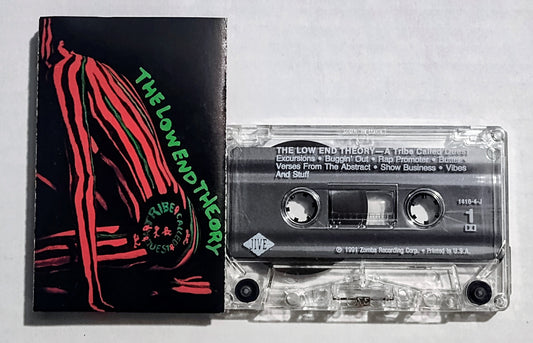 THE LOW END THEORY
A TRIBE CALLED QUEST
THE LOW END THEORY—A Tribe Called Quest
Excursions • Buggin' Out • Rap Promoter • Butter •
Verses From The Abstract • Show Business • Vibes
And Stuff
1418-4-J
1
JIVE
℗ 1991 Zomba Recording Corp. • Printed in U.S.A.